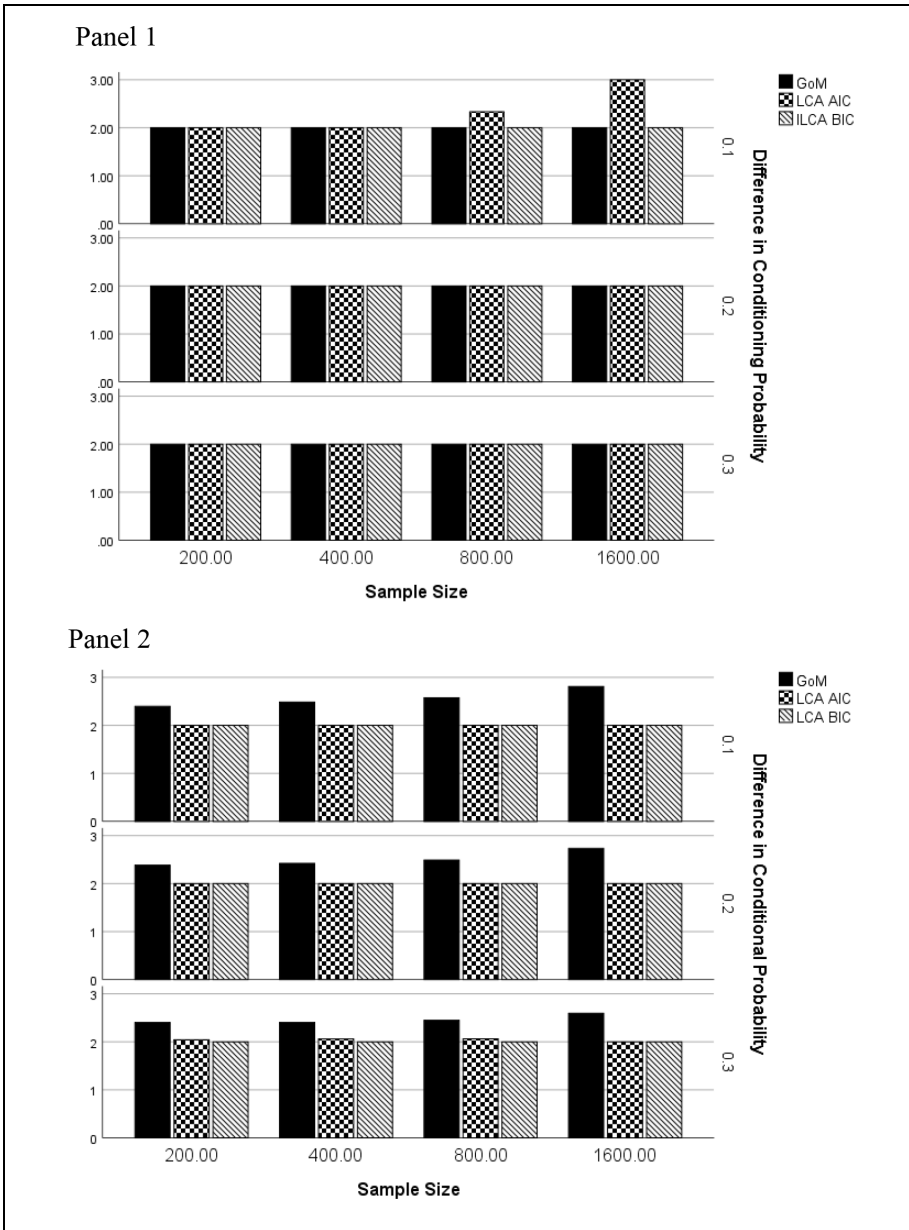 Panel 1
3.00
2.00
1.00
.00
3.00
2.00
1.00
.00
3.00
2.00
1.00
.00
200.00 400.00 800.00 1600.00
Sample Size
0.1
0.2
0.3
Difference in Conditioning Probability
GoM
LCA AIC
lLCA BIC
Panel 2
3
2
1
0
3
2
1
0
3
2
1
0
200.00 400.00 800.00 1600.00
Sample Size
0.1
0.2
0.3
Difference in Conditional Probability
GoM
LCA AIC
LCA BIC